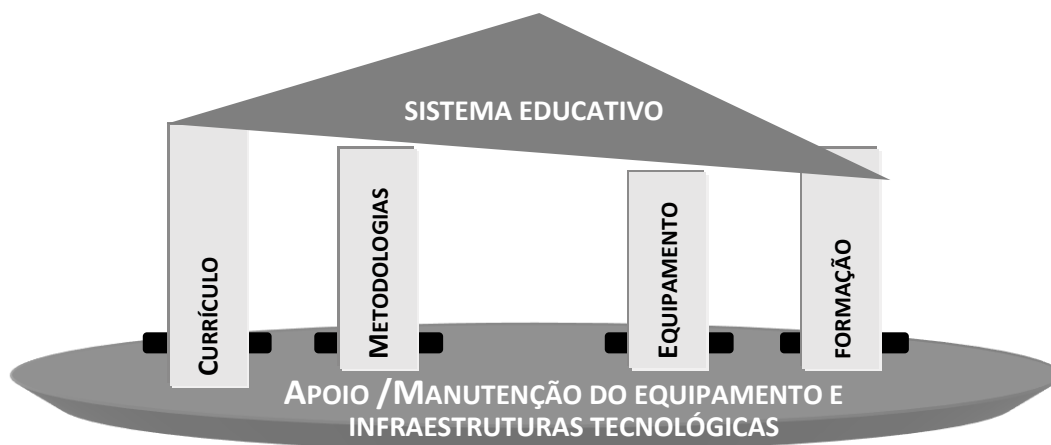 SISTEMA EDUCATIVO
CURRÍCULO
METODOLOGIAS
EQUIPAMENTO
FORMAÇÃO
APOIO /MANUTENÇÃO DO EQUIPAMENTO E
INFRAESTRUTURAS TECNOLÓGICAS